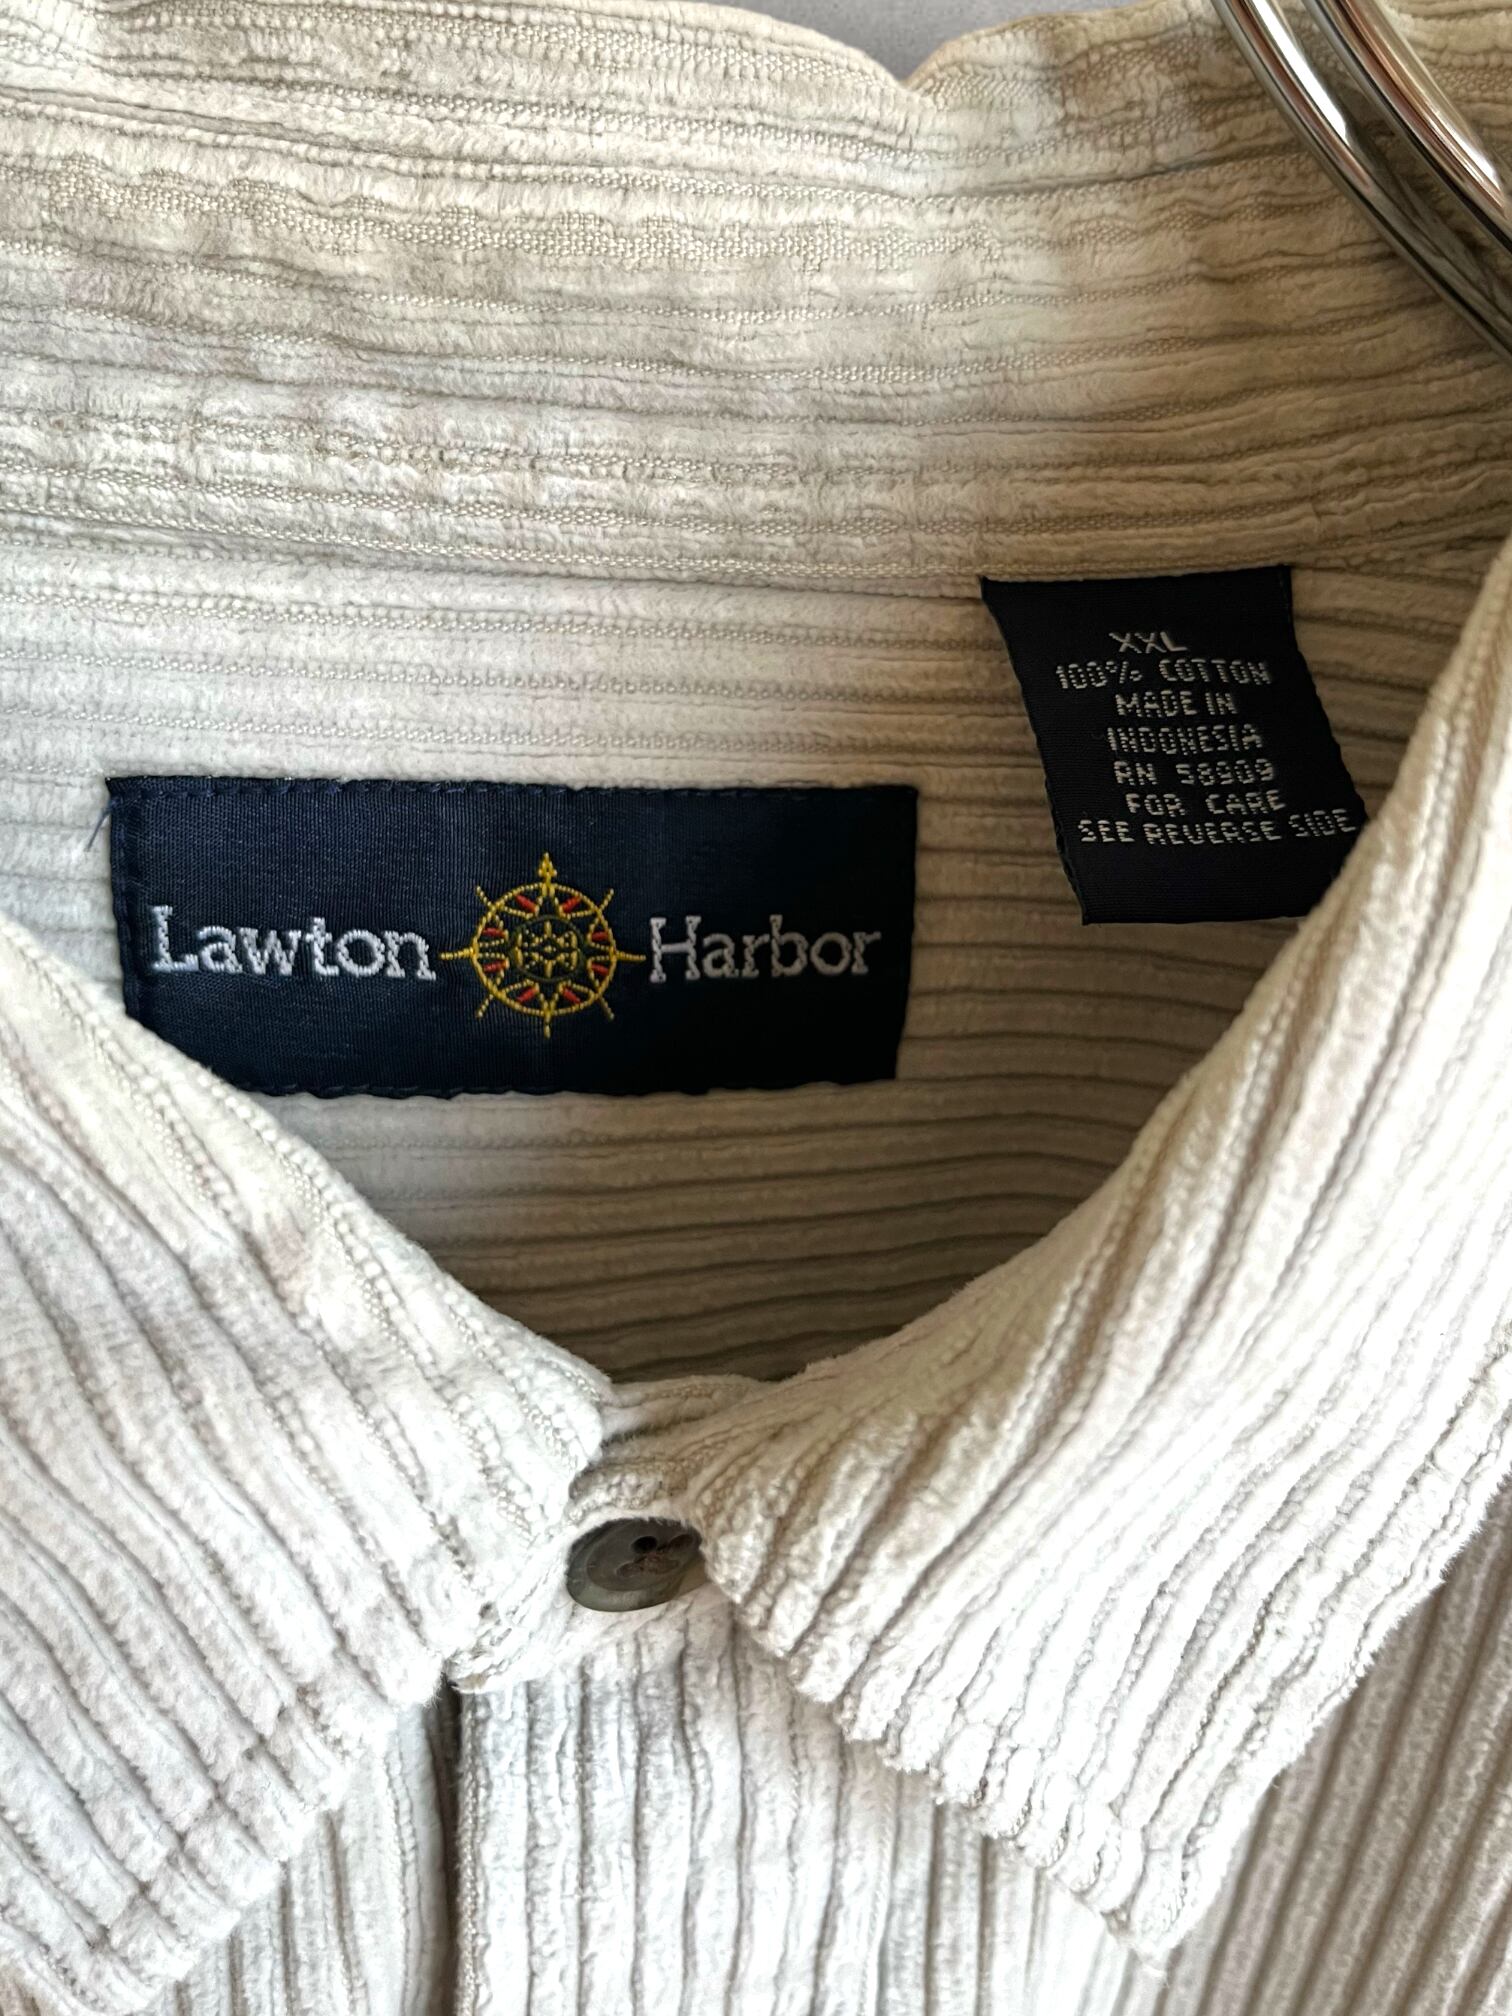 Lawton Harbor
XXL
100% COTTON
MADE IN
INDONESIA
RN 58909
FOR CARE
SEE REVERSE SIDE